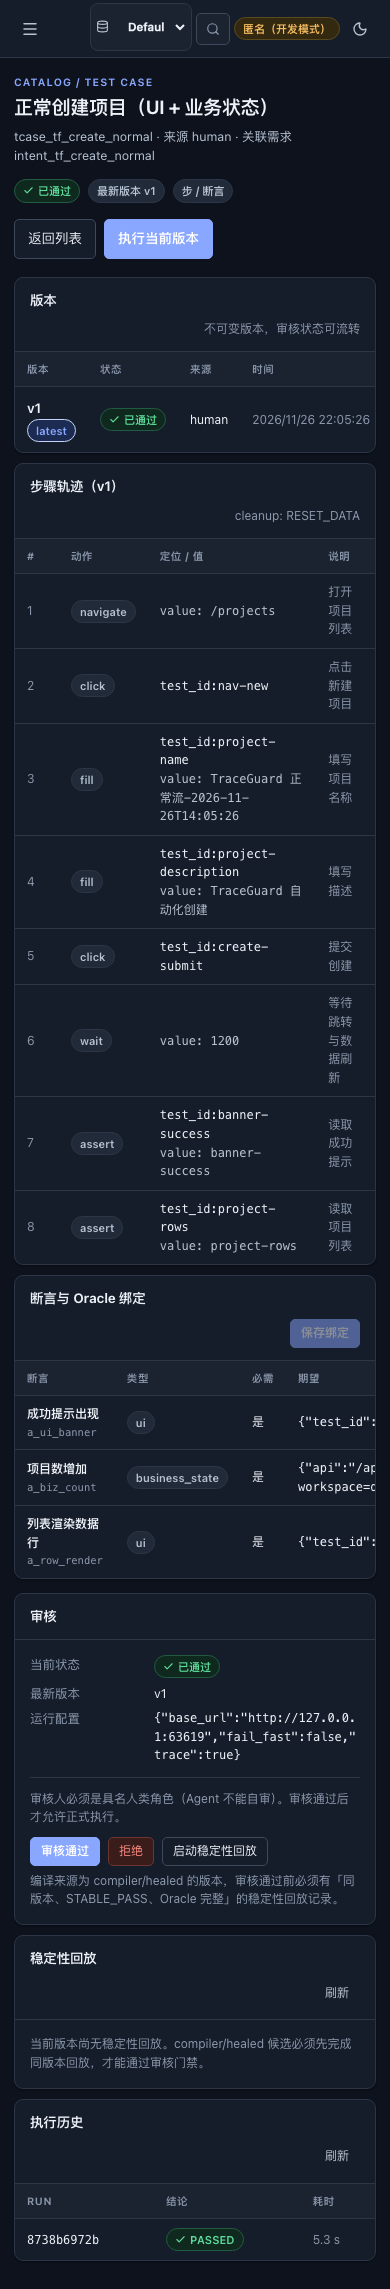 Defaul
匿名（开发模式）
CATALOG / TEST CASE
正常创建项目（UI + 业务状态）
tcase_tf_create_normal · 来源 human · 关联需求
intent_tf_create_normal
已通过
最新版本 v1
步 / 断言
返回列表
执行当前版本
版本
不可变版本，审核状态可流转
版本 状态 来源 时间
v1
latest
已通过
human
2026/11/26 22:05:26
步骤轨迹（v1）
cleanup: RESET_DATA
# 动作 定位 / 值 说明
1 navigate value: /projects
打开
项目
列表
2 click test_id:nav-new
点击
新建
项目
3 fill
test_id:project-
name
value: TraceGuard 正
常流-2026-11-
26T14:05:26
填写
项目
名称
4 fill
test_id:project-
description
value: TraceGuard 自
动化创建
填写
描述
5 click
test_id:create-
submit
提交
创建
6 wait value: 1200
等待
跳转
与数
据刷
新
7 assert
test_id:banner-
success
value: banner-
success
读取
成功
提示
8 assert
test_id:project-
rows
value: project-rows
读取
项目
列表
断言与 Oracle 绑定
保存绑定
断言 类型 必需 期望
成功提示出现
a_ui_banner
ui 是 {"test_id":
项目数增加
a_biz_count
business_state 是
{"api":"/ap
workspace=d
列表渲染数据
行
a_row_render
ui 是 {"test_id":
审核
当前状态 已通过
最新版本 v1
运行配置
{"base_url":"http://127.0.0.
1:63619","fail_fast":false,"
trace":true}
审核人必须是具名人类角色（Agent 不能自审）。审核通过后
才允许正式执行。
审核通过 拒绝 启动稳定性回放
编译来源为 compiler/healed 的版本，审核通过前必须有「同
版本、STABLE_PASS、Oracle 完整」的稳定性回放记录。
稳定性回放
刷新
当前版本尚无稳定性回放。compiler/healed 候选必须先完成
同版本回放，才能通过审核门禁。
执行历史
刷新
RUN 结论 耗时
8738b6972b PASSED 5.3 s